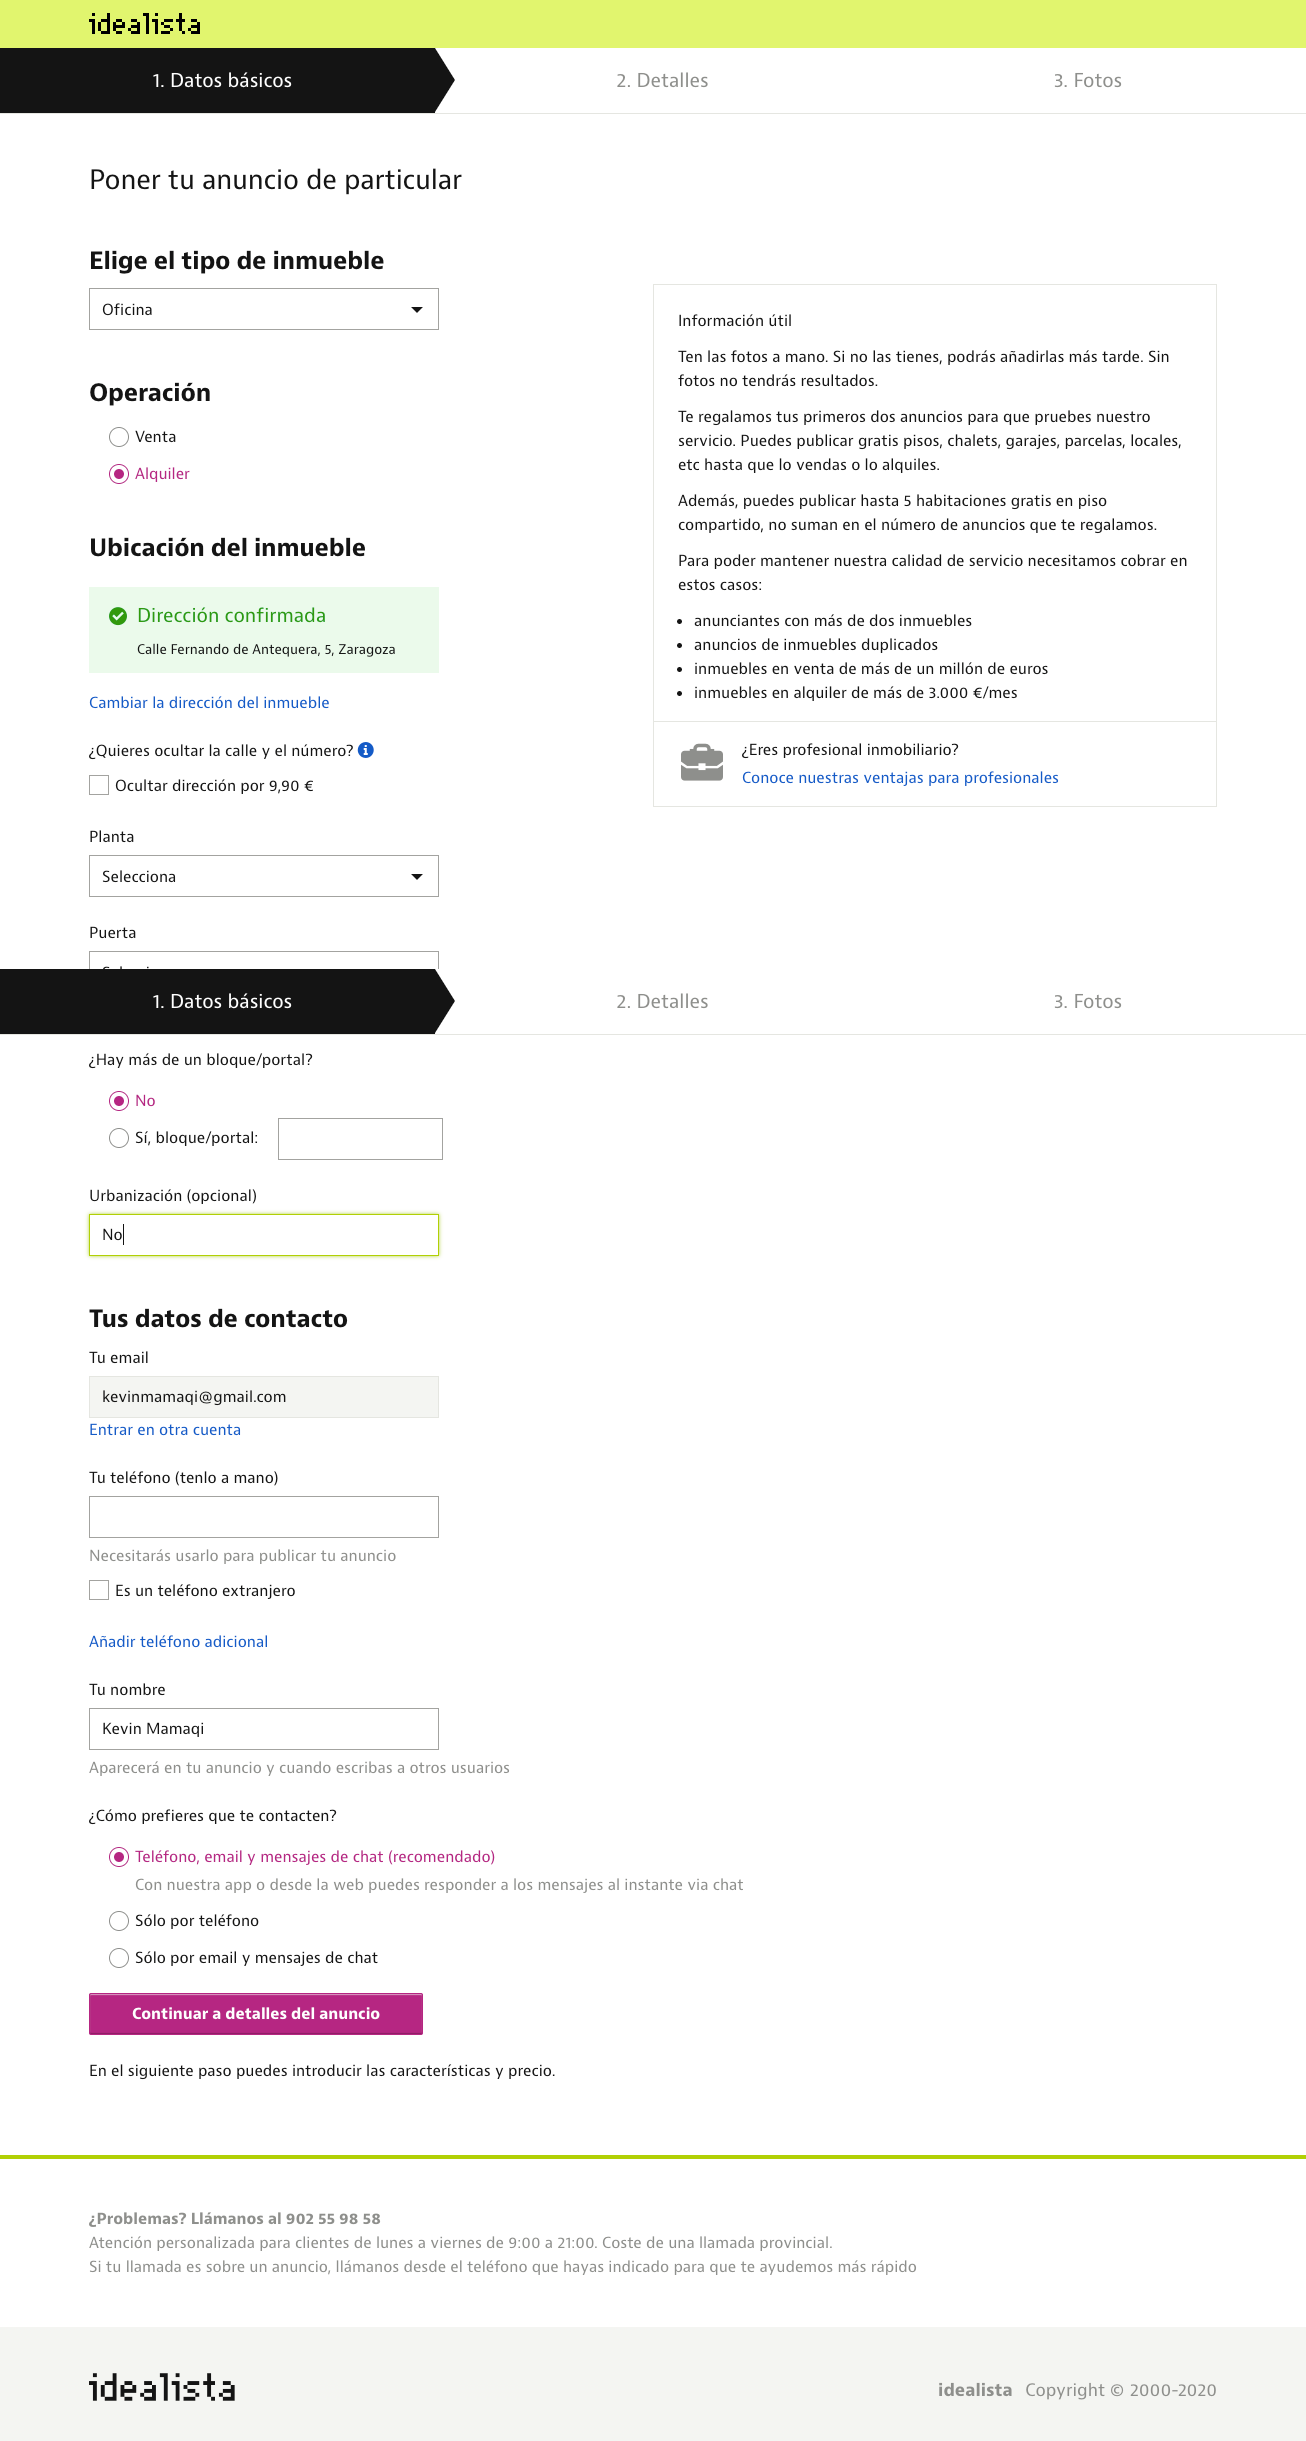 idealista
1. Datos básicos
2. Detalles
3. Fotos
Poner tu anuncio de particular
Elige el tipo de inmueble
Oficina
Operación
Venta
Alquiler
Ubicación del inmueble
Dirección confirmada
Calle Fernando de Antequera, 5, Zaragoza
Cambiar la dirección del inmueble
¿Quieres ocultar la calle y el número?
Ocultar dirección por 9,90 €
Planta
Selecciona
Puerta
Información útil
Ten las fotos a mano. Si no las tienes, podrás añadirlas más tarde. Sin
fotos no tendrás resultados.
Te regalamos tus primeros dos anuncios para que pruebes nuestro
servicio. Puedes publicar gratis pisos, chalets, garajes, parcelas, locales,
etc hasta que lo vendas o lo alquiles.
Además, puedes publicar hasta 5 habitaciones gratis en piso
compartido, no suman en el número de anuncios que te regalamos.
Para poder mantener nuestra calidad de servicio necesitamos cobrar en
estos casos:
• anunciantes con más de dos inmuebles
• anuncios de inmuebles duplicados
• inmuebles en venta de más de un millón de euros
• inmuebles en alquiler de más de 3.000 €/mes
¿Eres profesional inmobiliario?
Conoce nuestras ventajas para profesionales
1. Datos básicos
2. Detalles
3. Fotos
¿Hay más de un bloque/portal?
No
Sí, bloque/portal:
Urbanización (opcional)
No
Tus datos de contacto
Tu email
kevinmamaqi@gmail.com
Entrar en otra cuenta
Tu teléfono (tenlo a mano)
Necesitarás usarlo para publicar tu anuncio
Es un teléfono extranjero
Añadir teléfono adicional
Tu nombre
Kevin Mamaqi
Aparecerá en tu anuncio y cuando escribas a otros usuarios
¿Cómo prefieres que te contacten?
Teléfono, email y mensajes de chat (recomendado)
Con nuestra app o desde la web puedes responder a los mensajes al instante via chat
Sólo por teléfono
Sólo por email y mensajes de chat
Continuar a detalles del anuncio
En el siguiente paso puedes introducir las características y precio.
¿Problemas? Llámanos al 902 55 98 58
Atención personalizada para clientes de lunes a viernes de 9:00 a 21:00. Coste de una llamada provincial.
Si tu llamada es sobre un anuncio, llámanos desde el teléfono que hayas indicado para que te ayudemos más rápido
idealista
idealista Copyright © 2000-2020